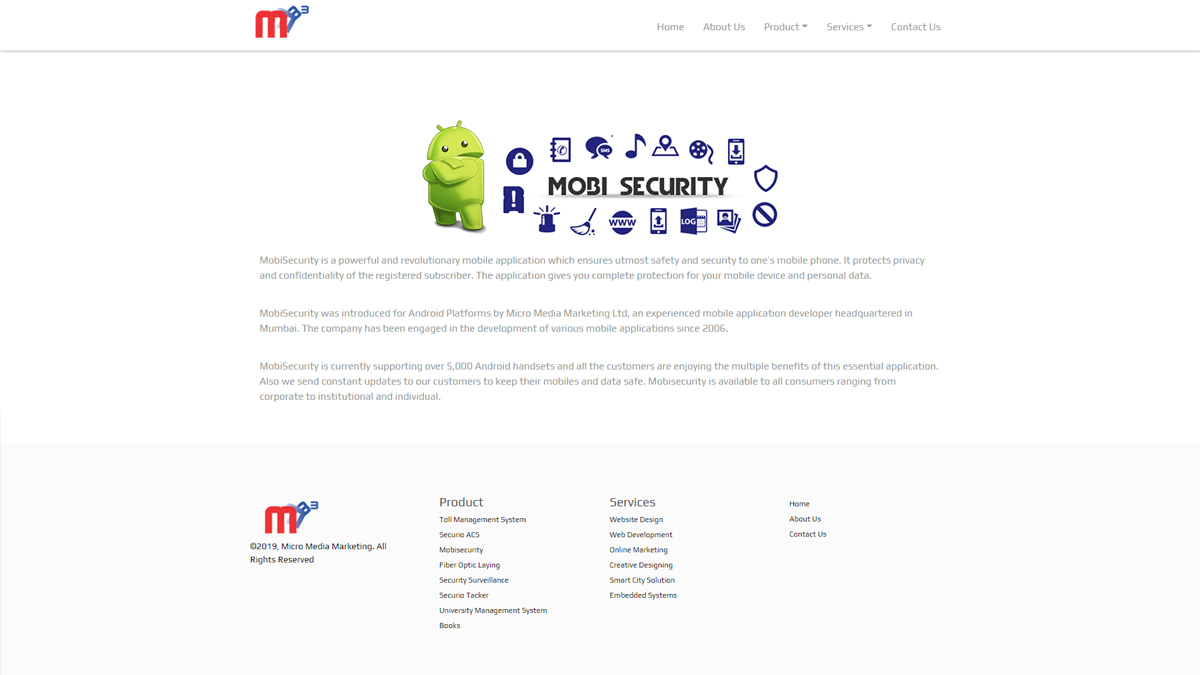 m 3
Home About Us Product Services Contact Us
SMS
MOBI SECURITY
WWW
LOG
MobiSecurity is a powerful and revolutionary mobile application which ensures utmost safety and security to one's mobile phone. It protects privacy
and confidentiality of the registered subscriber. The application gives you complete protection for your mobile device and personal data.
MobiSecurity was introduced for Android Platforms by Micro Media Marketing Ltd, an experienced mobile application developer headquartered in
Mumbai. The company has been engaged in the development of various mobile applications since 2006.
MobiSecurity is currently supporting over 5,000 Android handsets and all the customers are enjoying the multiple benefits of this essential application.
Also we send constant updates to our customers to keep their mobiles and data safe. Mobisecurity is available to all consumers ranging from
corporate to institutional and individual.
m 3
©2019, Micro Media Marketing. All
Rights Reserved
Product
Toll Management System
Securio ACS
Mobisecurity
Fiber Optic Laying
Security Surveillance
Securio Tacker
University Management System
Books
Services
Website Design
Web Development
Online Marketing
Creative Designing
Smart City Solution
Embedded Systems
Home
About Us
Contact Us